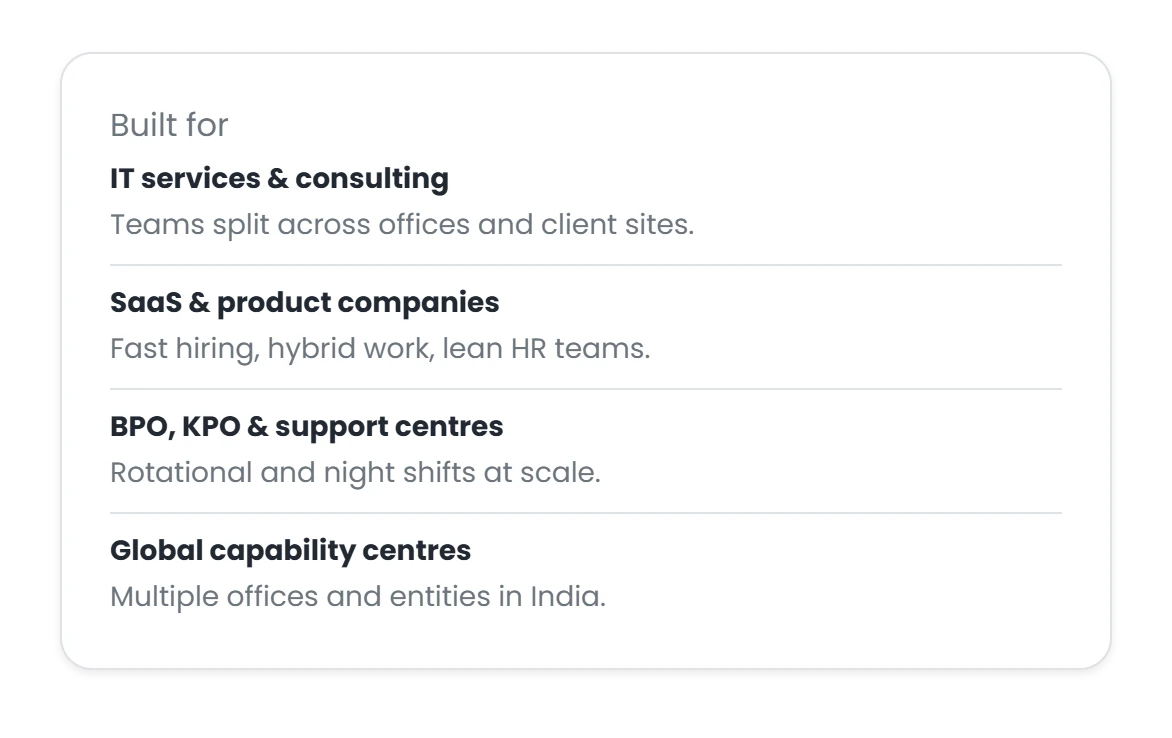 Built for
IT services & consulting
Teams split across offices and client sites.
SaaS & product companies
Fast hiring, hybrid work, lean HR teams.
BPO, KPO & support centres
Rotational and night shifts at scale.
Global capability centres
Multiple offices and entities in India.